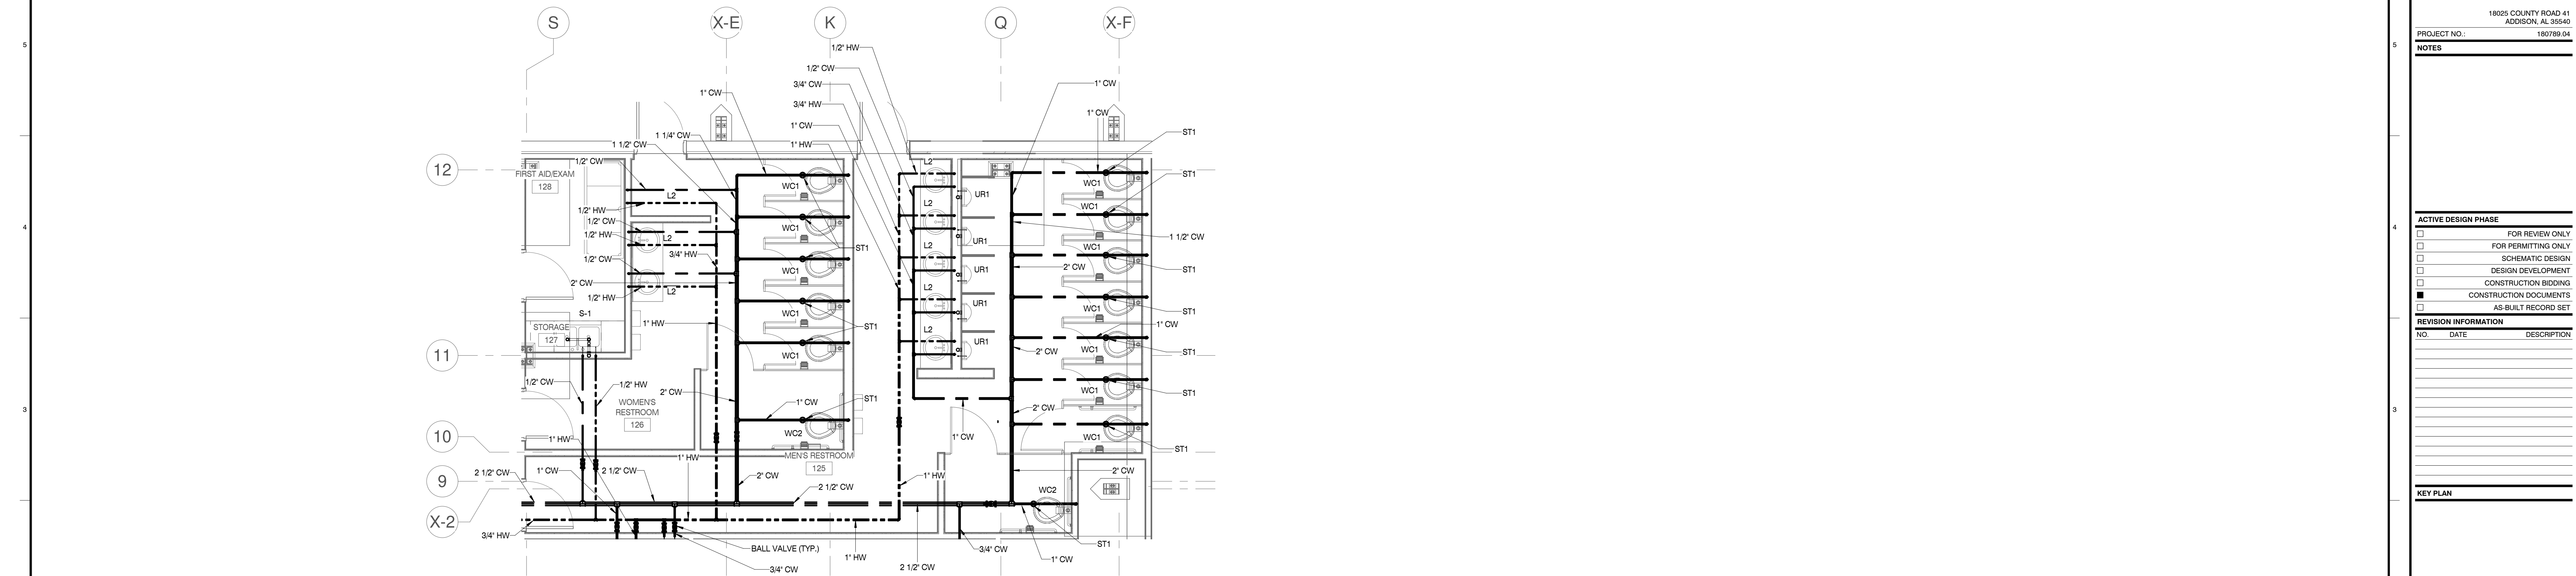 S
X-E
K
Q
X-F
18025 COUNTY ROAD 41
ADDISON, AL 35540
PROJECT NO.: 180789.04
NOTES
5
5
1/2" HW
1/2" CW
3/4" CW
3/4" HW
1" CW
1" HW
1" CW
1 1/4" CW
1 1/2" CW
1/2" CW
1" CW
1" CW
ST1
ST1
12
FIRST AID/EXAM
128
L2
1/2" HW
1/2" CW
1/2" HW
L2
1/2" CW
3/4" HW
2" CW
1/2" HW
L2
WC1
WC1
WC1
WC1
WC1
ST1
ST1
ST1
L2
L2
L2
L2
L2
UR1
UR1
UR1
UR1
UR1
WC1
WC1
WC1
WC1
WC1
WC1
WC1
1 1/2" CW
2" CW
ST1
ST1
1" CW
ST1
2" CW
ST1
2" CW
ST1
4
4
ACTIVE DESIGN PHASE
FOR REVIEW ONLY
FOR PERMITTING ONLY
SCHEMATIC DESIGN
DESIGN DEVELOPMENT
CONSTRUCTION BIDDING
CONSTRUCTION DOCUMENTS
AS-BUILT RECORD SET
REVISION INFORMATION
NO. DATE DESCRIPTION
S-1
STORAGE
127
1" HW
11
1/2" CW
1/2" HW
2" CW
1" CW
WOMEN'S
RESTROOM
126
WC2
3
3
10
1" HW
1" HW
MEN'S RESTROOM
125
1" CW
2 1/2" CW
1" CW
2 1/2" CW
2" CW
2 1/2" CW
1" HW
2" CW
WC2
9
X-2
3/4" HW
BALL VALVE (TYP.)
3/4" CW
1" HW
2 1/2" CW
3/4" CW
1" CW
ST1
KEY PLAN